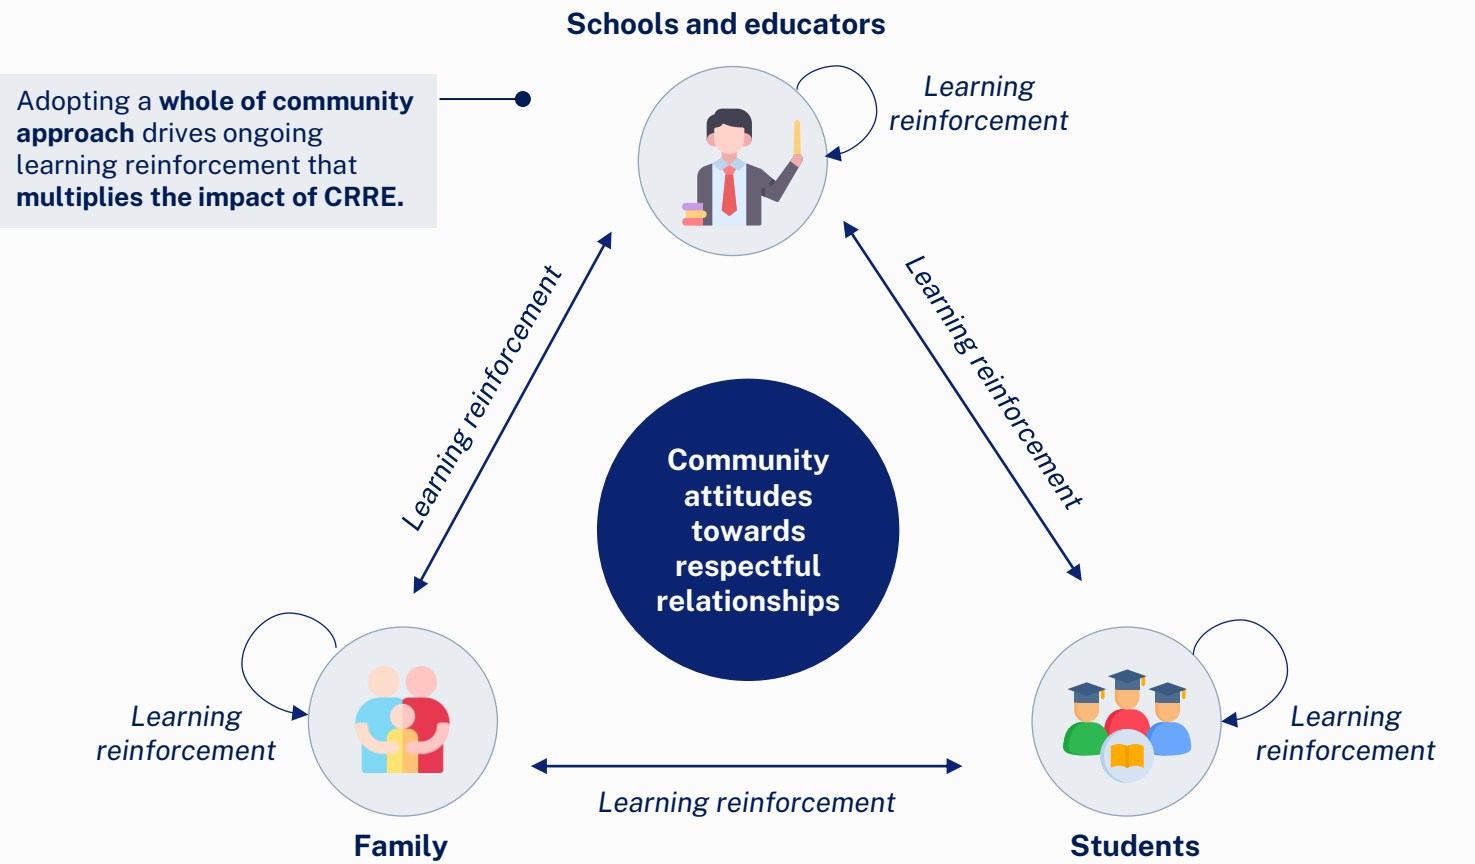 Schools and educators
Adopting a whole of community
approach drives ongoing
learning reinforcement that
multiplies the impact of CRRE.
Learning
reinforcement
Learning reinforcement
Learning reinforcement
Community
attitudes
towards
respectful
relationships
Learning
reinforcement
Learning
reinforcement
Learning reinforcement
Family
Students